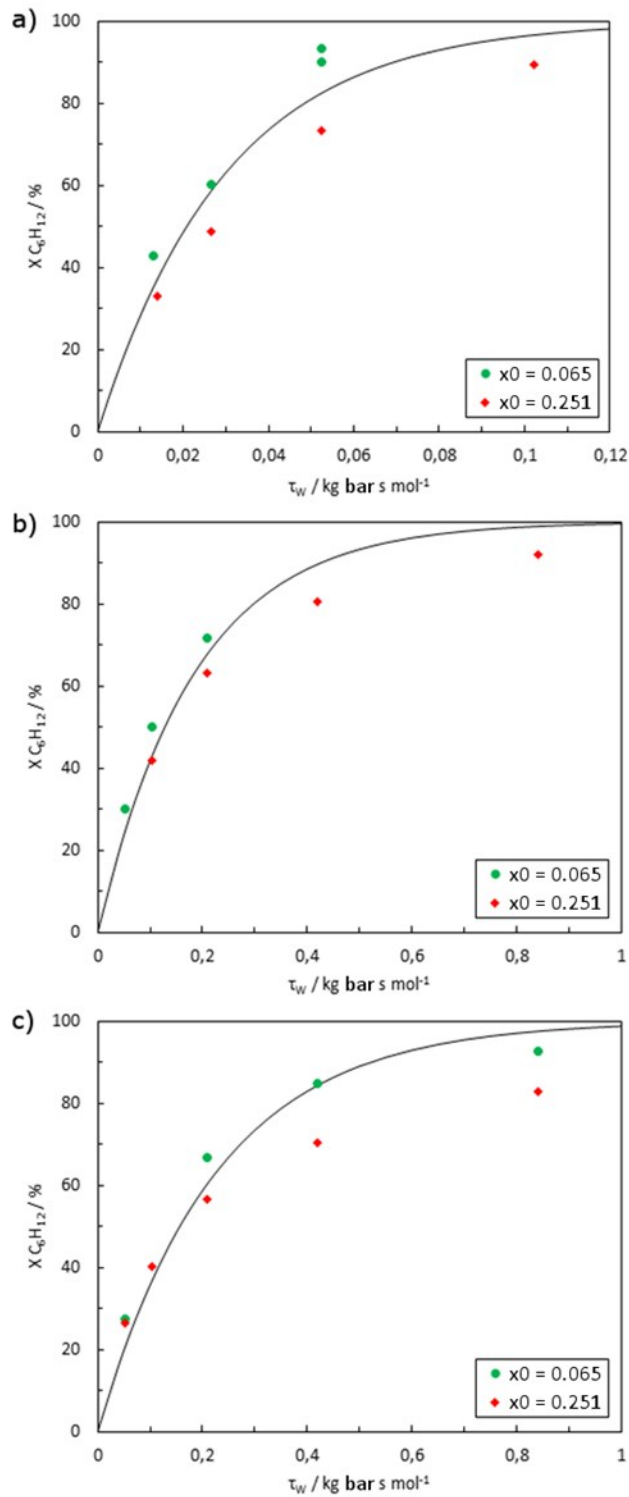 a)
100
80
60
40
20
0
X C₆H₁₂ / %
0
0,02
0,04
0,06
0,08
0,1
0,12
τ_W / kg bar s mol⁻¹
x0 = 0.065
x0 = 0.251
b)
100
80
60
40
20
0
X C₆H₁₂ / %
0
0,2
0,4
0,6
0,8
1
τ_W / kg bar s mol⁻¹
x0 = 0.065
x0 = 0.251
c)
100
80
60
40
20
0
X C₆H₁₂ / %
0
0,2
0,4
0,6
0,8
1
τ_W / kg bar s mol⁻¹
x0 = 0.065
x0 = 0.251